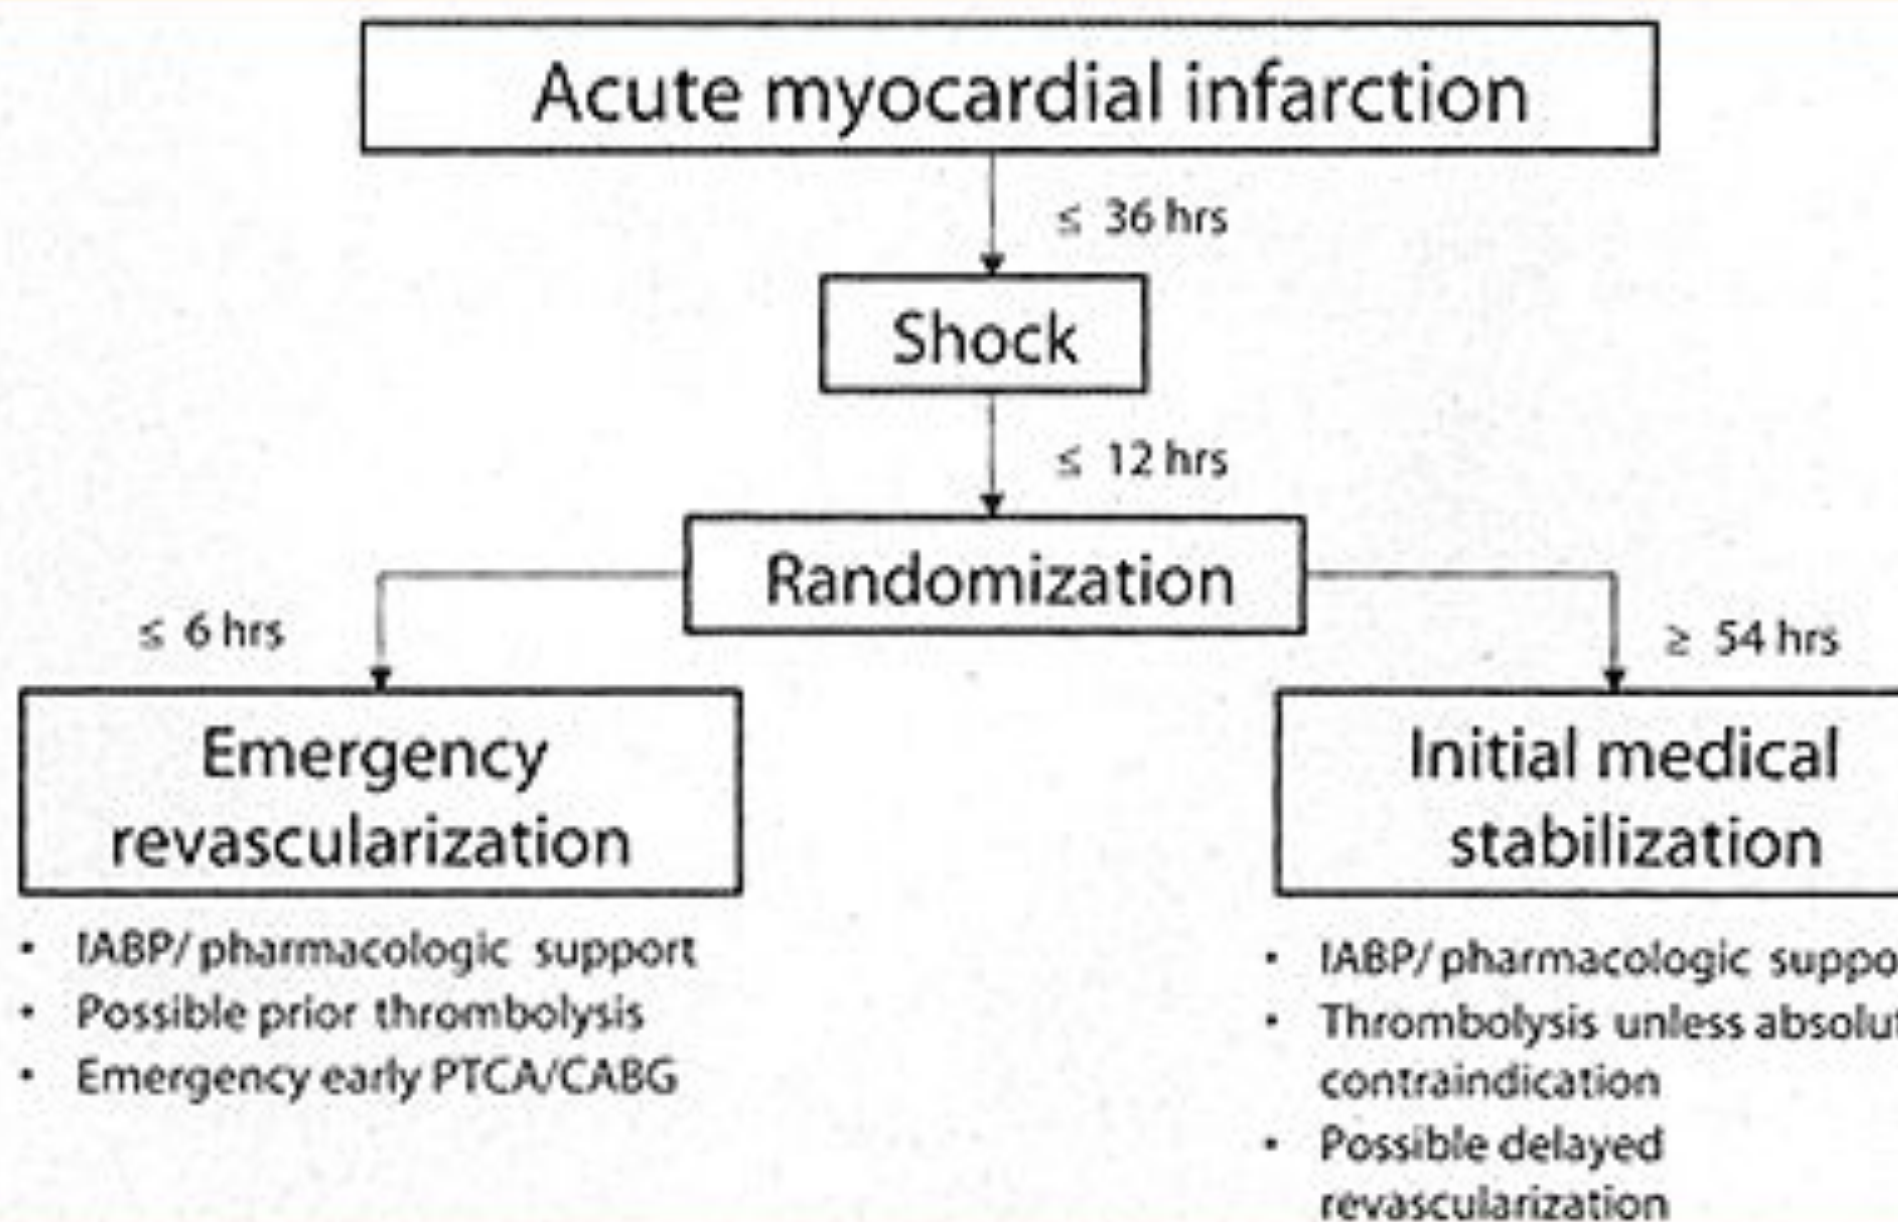 Acute myocardial infarction
≤ 36 hrs
Shock
≤ 12 hrs
Randomization
≤ 6 hrs
≥ 54 hrs
Emergency
revascularization
Initial medical
stabilization
• IABP/ pharmacologic support
• Possible prior thrombolysis
• Emergency early PTCA/CABG
• IABP/ pharmacologic suppo
• Thrombolysis unless absolut
contraindication
• Possible delayed
revascularization